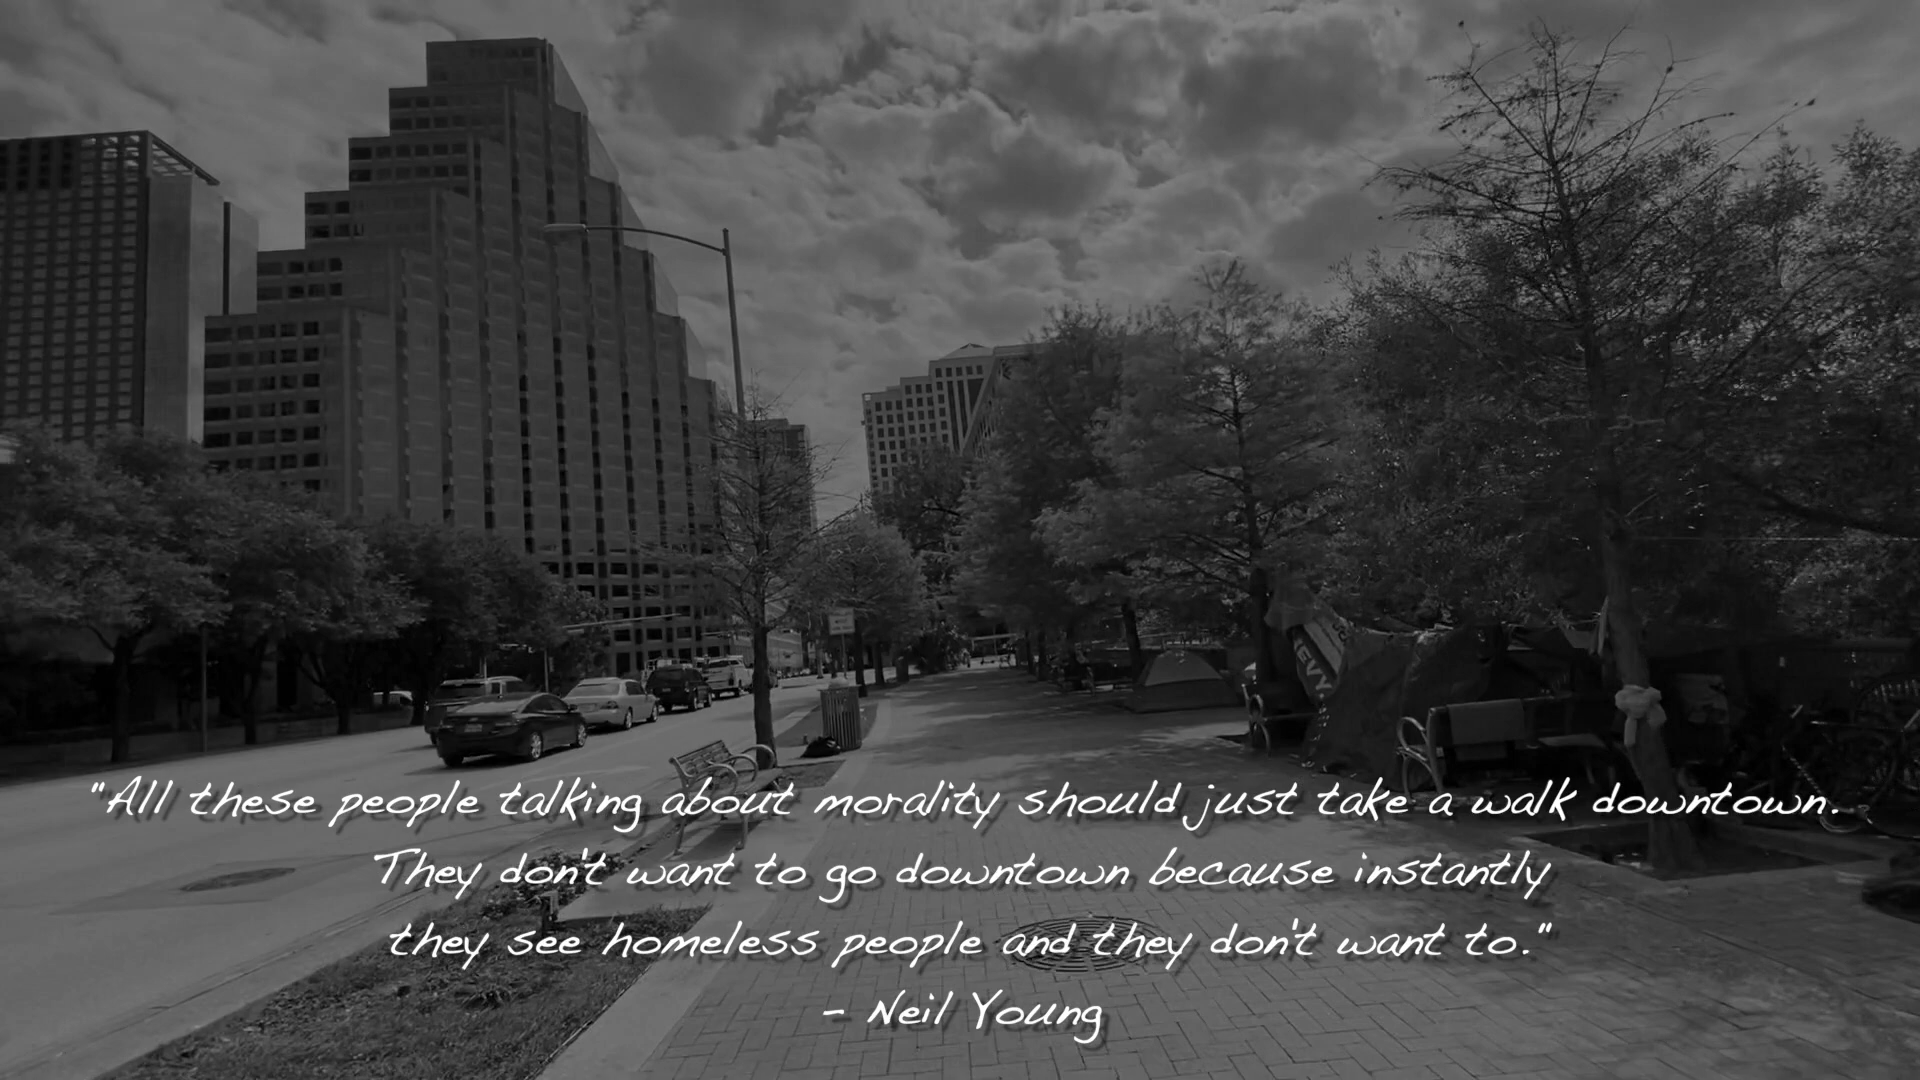 "All these people talking about morality should just take a walk downtown.
They don't want to go downtown because instantly
they see homeless people and they don't want to."
- Neil Young